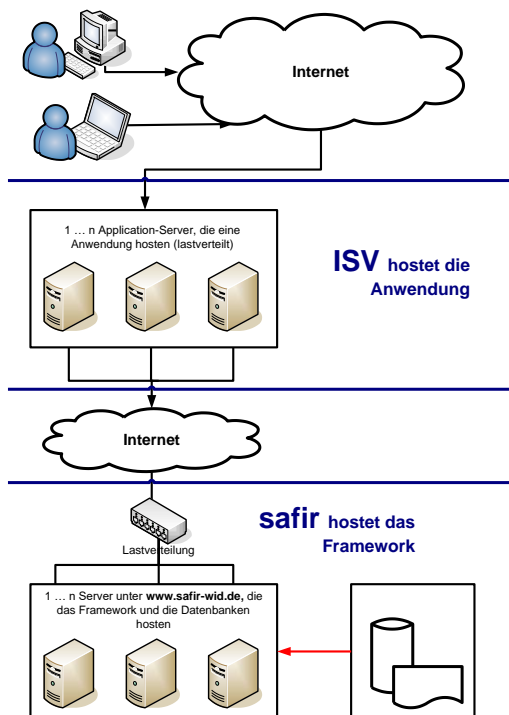 Internet
1 … n Application-Server, die eine
Anwendung hosten (lastverteilt)
ISV hostet die
Anwendung
Internet
safir hostet das
Framework
Lastverteilung
1 … n Server unter www.safir-wid.de, die
das Framework und die Datenbanken
hosten